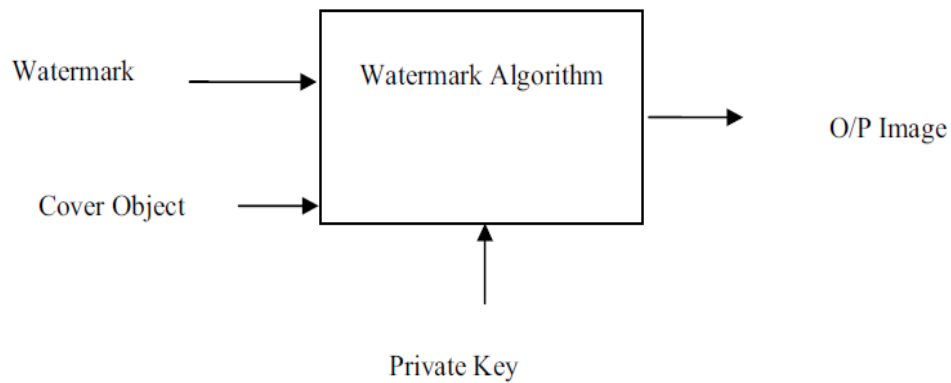 Watermark
Watermark Algorithm
O/P Image
Cover Object
Private Key